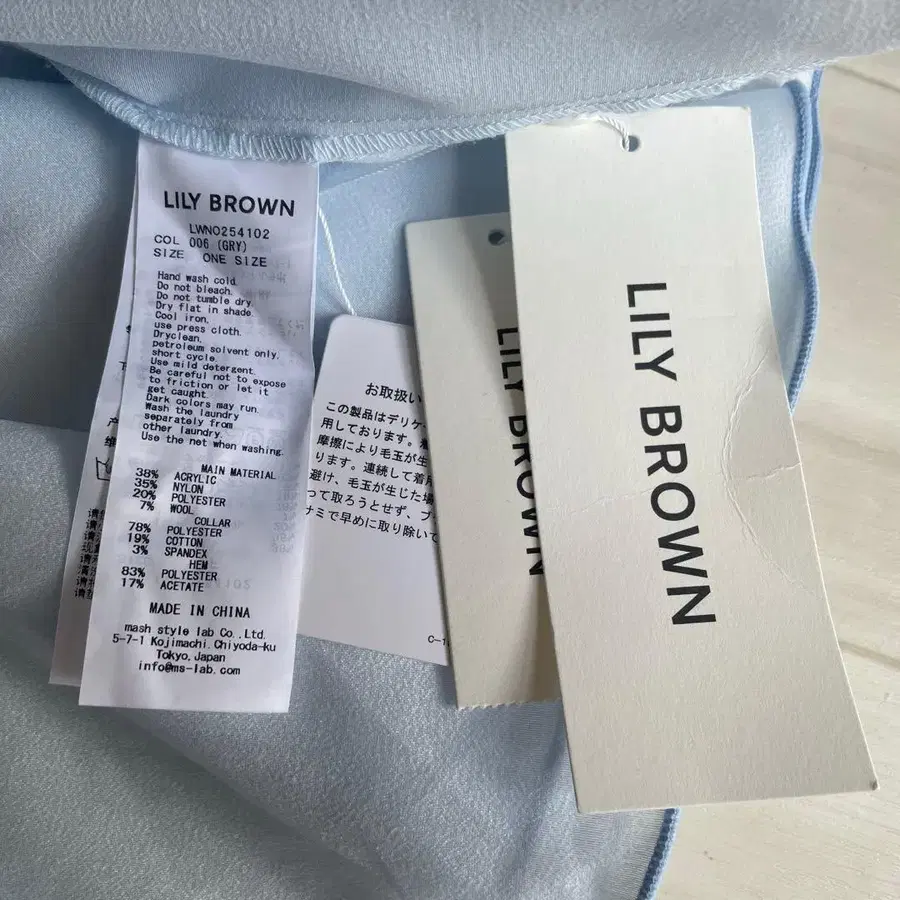 LILY BROWN
LWNO254102
COL 006 (GRY)
SIZE ONE SIZE
Hand wash cold.
Do not bleach.
Do not tumble dry.
Dry flat in shade.
Cool iron.
use press cloth.
Dryclean,
petroleum solvent only,
short cycle.
Use mild detergent.
Be careful not to expose
to friction or let it
get caught.
Dark colors may run.
Wash the laundry
separately from
other laundry.
Use the net when washing.
MAIN MATERIAL
38% ACRYLIC
35% NYLON
20% POLYESTER
7% WOOL
COLLAR
78% POLYESTER
19% COTTON
3% SPANDEX
HEM
83% POLYESTER
17% ACETATE
MADE IN CHINA
mash style lab Co.,Ltd.
5-7-1 Kojimachi,Chiyoda-ku
Tokyo,Japan
info@ms-lab.com
お取扱い
この製品はデリケ
用しております。着
摩擦により毛玉が生
ります。連続して着用
避け、毛玉が生じた場
って取ろうとせず、ブ
ナミで早めに取り除いて
LILY BROWN
LILY BROWN